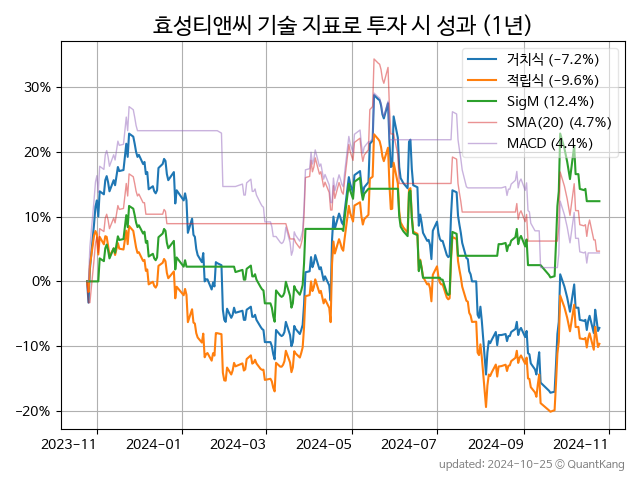 효성티앤씨 기술 지표로 투자 시 성과 (1년)
거치식 (−7.2%)
적립식 (−9.6%)
SigM (12.4%)
SMA(20) (4.7%)
MACD (4.4%)
30%
20%
10%
0%
−10%
−20%
2023−11
2024−01
2024−03
2024−05
2024−07
2024−09
2024−11
updated: 2024-10-25 © QuantKang